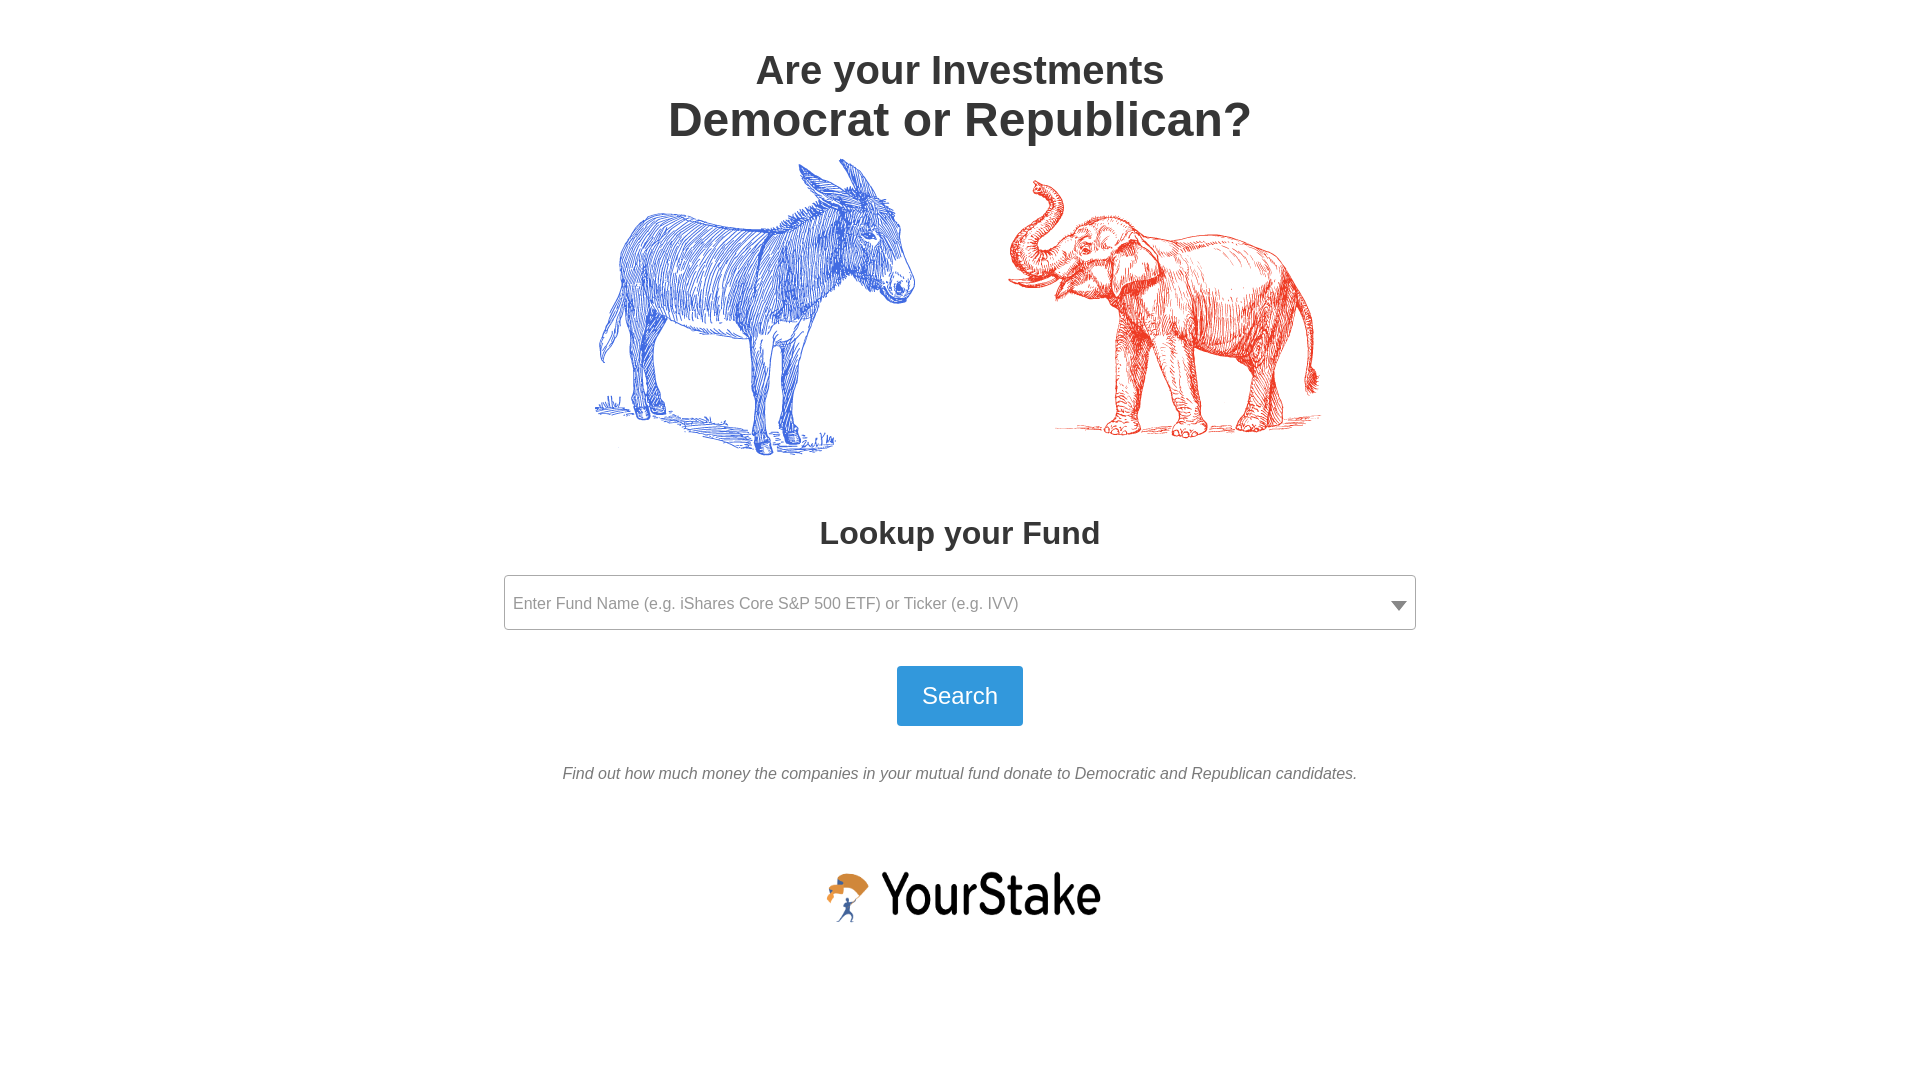 Are your Investments
Democrat or Republican?
Lookup your Fund
Enter Fund Name (e.g. iShares Core S&P 500 ETF) or Ticker (e.g. IVV)
Search
Find out how much money the companies in your mutual fund donate to Democratic and Republican candidates.
YourStake